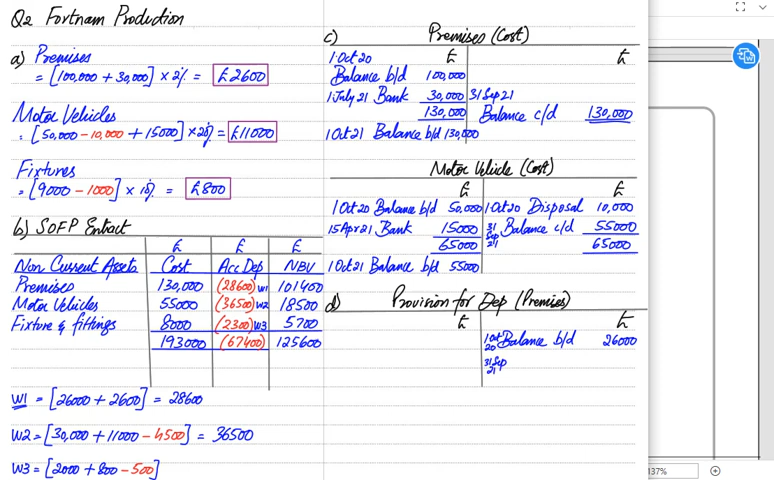 Q2 Fortnam Production
a) Premises
= [100,000 + 30,000] × 2% = £2600
Motor Vehicles
= [50,000 - 10,000 + 15000] × 20% = £11000
Fixtures
= [9000 - 1000] × 10% = £800
b) SOFP Extract
£ £ £
Non Current Assets Cost Acc Dep NBV
Premises 130,000 (28600) W1 101400
Motor Vehicles 55000 (36500) W2 18500
Fixture & fittings 8000 (2300) W3 5700
193000 (67400) 125600
W1 = [26000 + 2600] = 28600
W2 = [30,000 + 11000 - 4500] = 36500
W3 = [2000 + 800 - 500]
c) Premises (Cost)
1 Oct 20 £ £
Balance b/d 100,000
1 July 21 Bank 30,000 31 Sep 21
130,000 Balance c/d 130,000
1 Oct 21 Balance b/d 130,000
Motor Vehicle (Cost)
£ £
1 Oct 20 Balance b/d 50,000 1 Oct 20 Disposal 10,000
15 Apr 21 Bank 15000 31 Sep 21 Balance c/d 55000
65000 65000
1 Oct 21 Balance b/d 55000
d) Provision for Dep (Premises)
£ £
1 Oct 20 Balance b/d 26000
31 Sep 21
137%